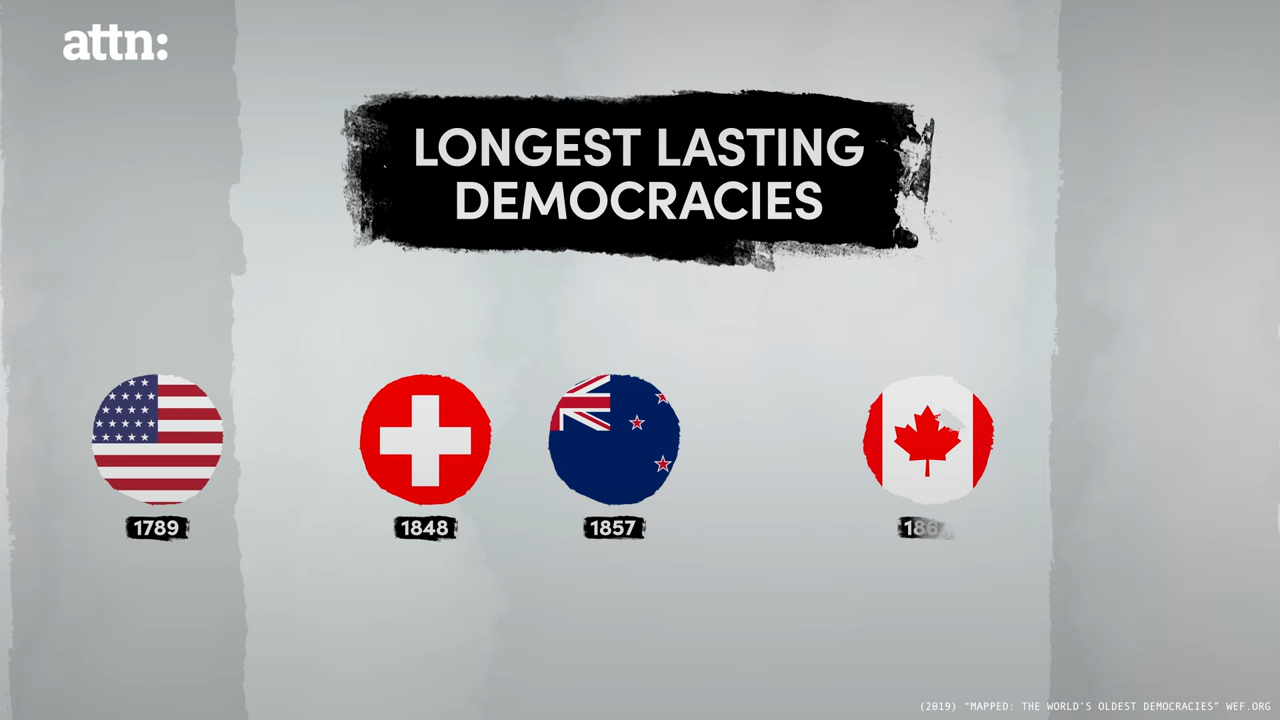 attn:
LONGEST LASTING
DEMOCRACIES
1789
1848
1857
(2019) "MAPPED: THE WORLD'S OLDEST DEMOCRACIES" WEF.ORG